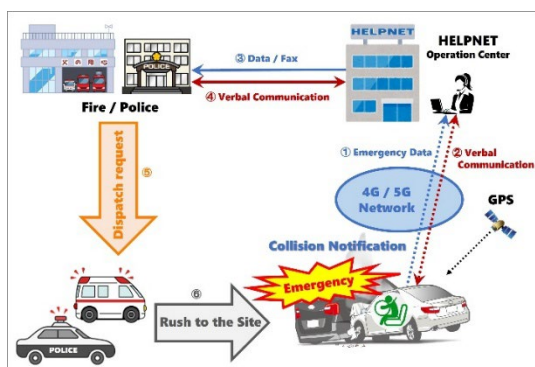 HELPNET
HELPNET
Operation Center
POLICE
③ Data / Fax
④ Verbal Communication
Fire / Police
① Emergency Data
② Verbal
Communication
⑤
Dispatch request
4G / 5G
Network
GPS
Collision Notification
Emergency
⑥
Rush to the Site
POLICE